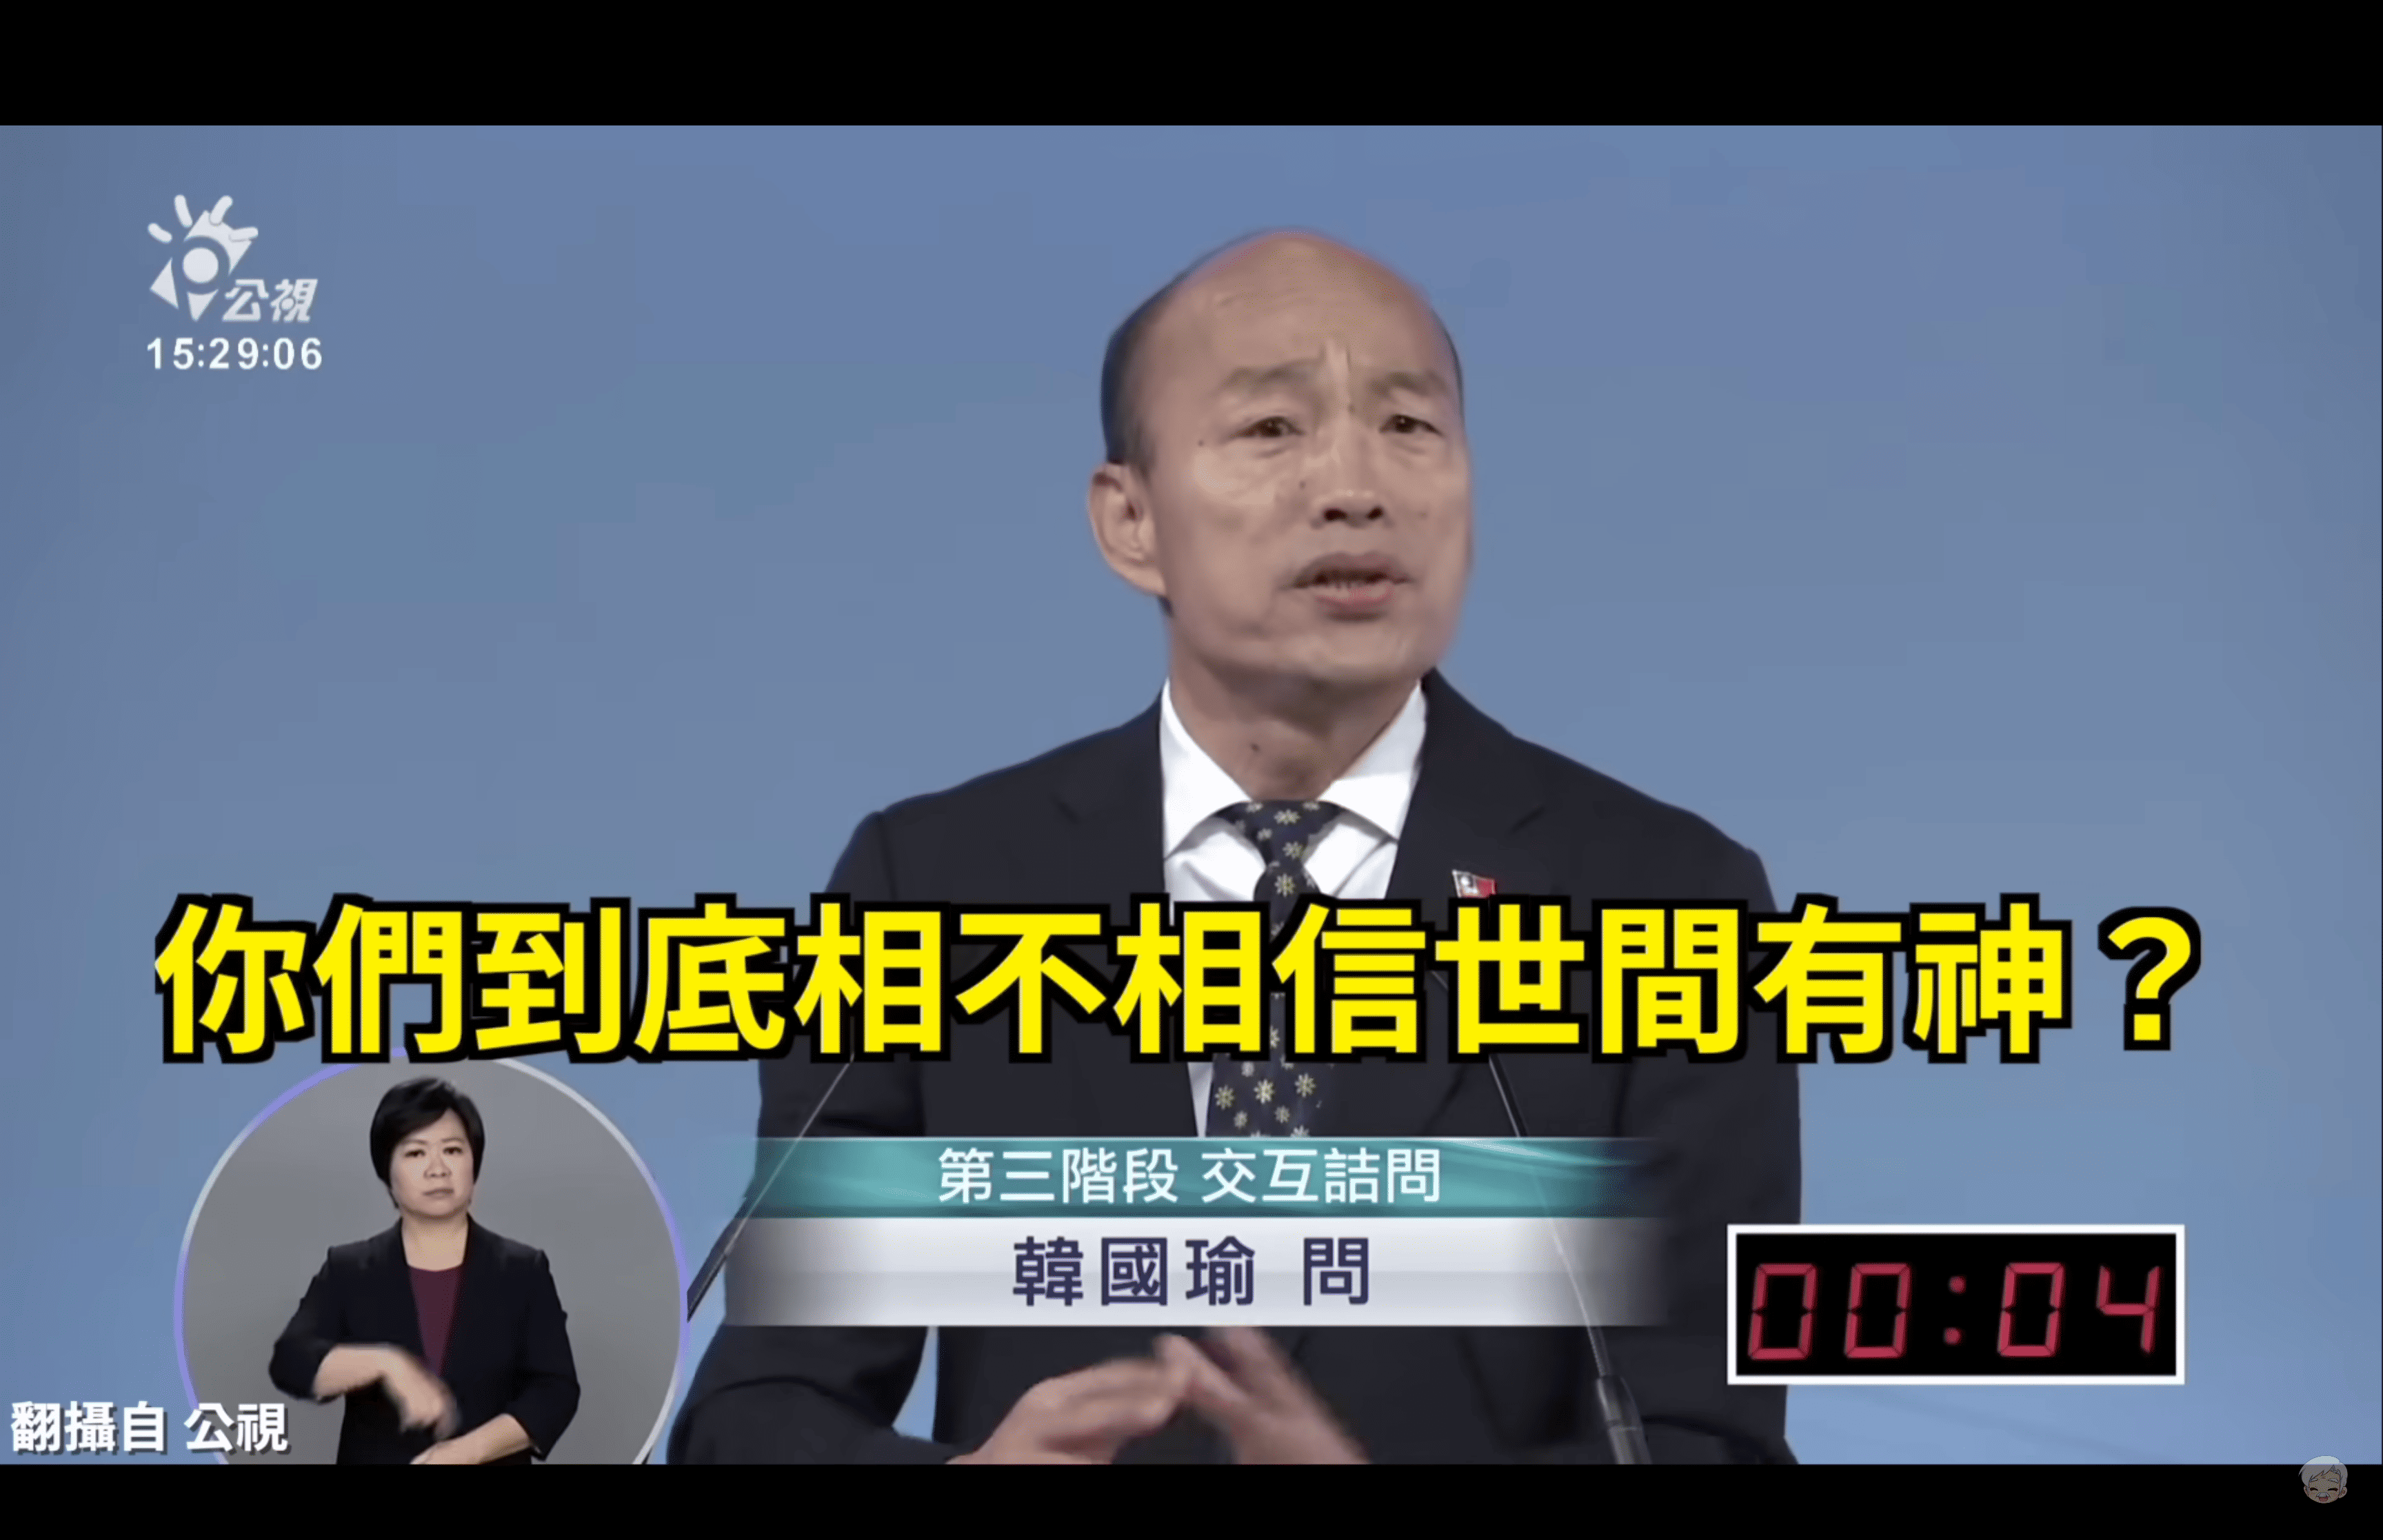 公視
15:29:06
你們到底相不相信世間有神？
第三階段 交互詰問
韓國瑜 問
00:04
翻攝自 公視